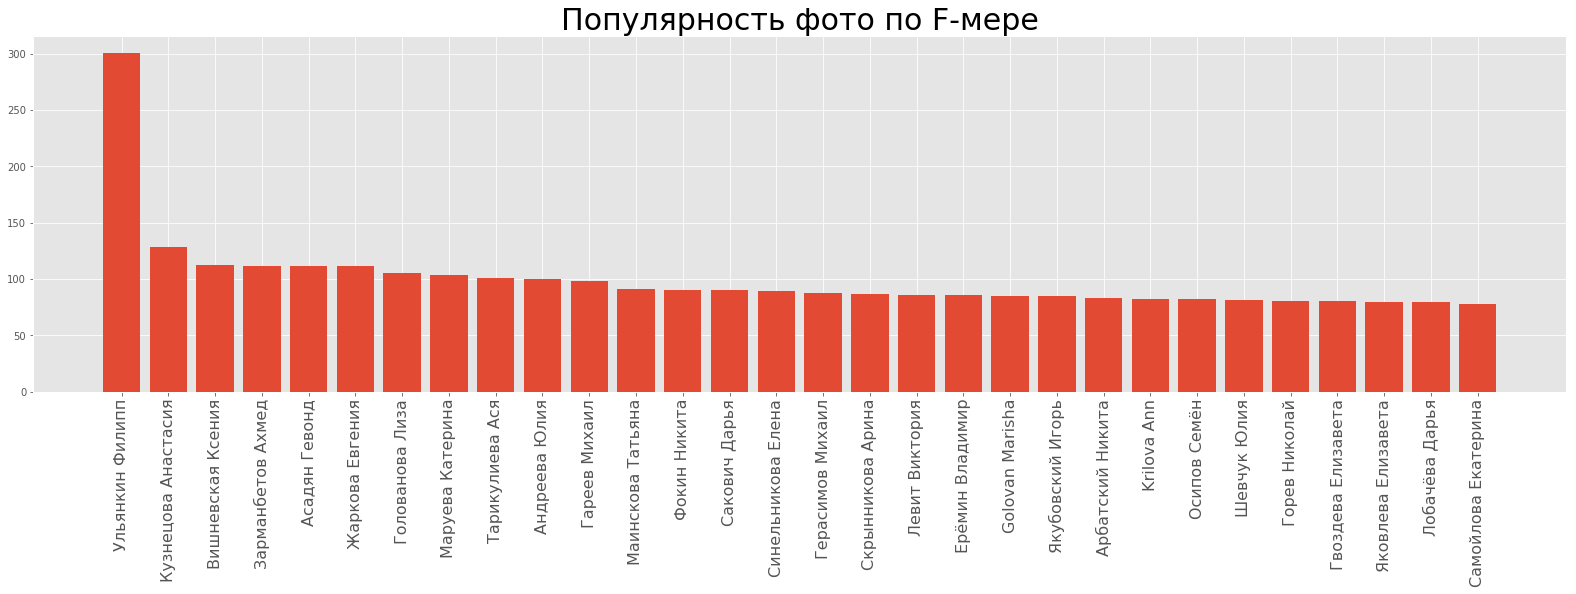 Популярность фото по F-мере
300
250
200
150
100
50
0
Ульянкин Филипп
Кузнецова Анастасия
Вишневская Ксения
Зарманбетов Ахмед
Асадян Гевонд
Жаркова Евгения
Голованова Лиза
Маруева Катерина
Тарикулиева Ася
Андреева Юлия
Гареев Михаил
Маинскова Татьяна
Фокин Никита
Сакович Дарья
Синельникова Елена
Герасимов Михаил
Скрынникова Арина
Левит Виктория
Ерёмин Владимир
Golovan Marisha
Якубовский Игорь
Арбатский Никита
Krilova Ann
Осипов Семён
Шевчук Юлия
Горев Николай
Гвоздева Елизавета
Яковлева Елизавета
Лобачёва Дарья
Самойлова Екатерина